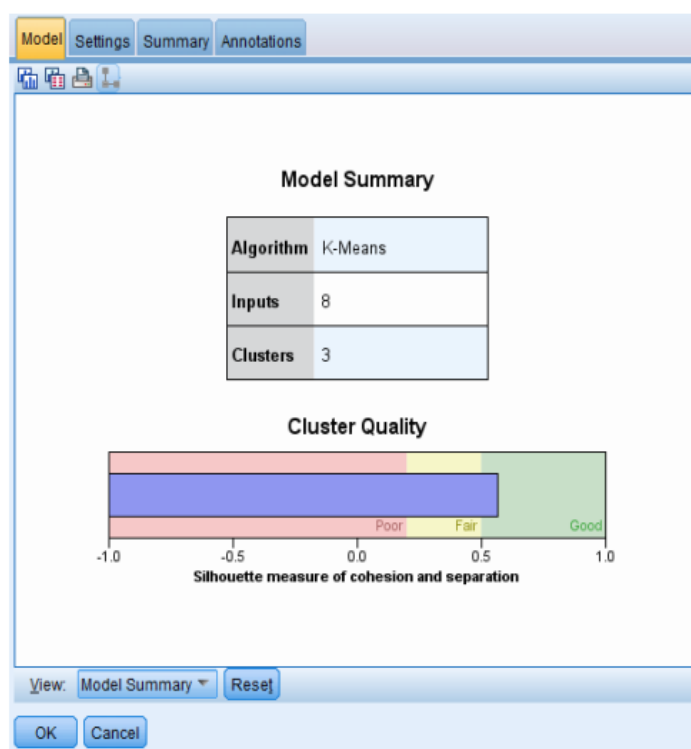 Model Settings Summary Annotations
Model Summary
Algorithm K-Means
Inputs 8
Clusters 3
Cluster Quality
Poor Fair Good
-1.0 -0.5 0.0 0.5 1.0
Silhouette measure of cohesion and separation
View: Model Summary Reset
OK Cancel